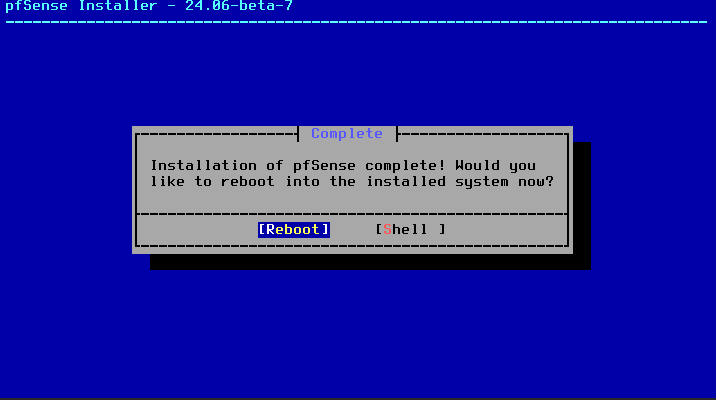 pfSense Installer - 24.06-beta-7
Complete
Installation of pfSense complete! Would you
like to reboot into the installed system now?
[Reboot] [Shell ]